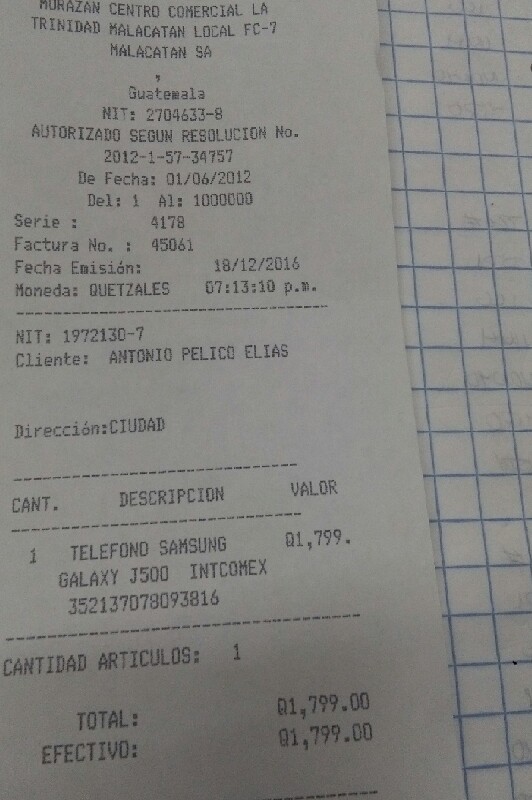 MORAZAN CENTRO COMERCIAL LA
TRINIDAD MALACATAN LOCAL FC-7
MALACATAN SA
,
Guatemala
NIT: 2704633-8
AUTORIZADO SEGUN RESOLUCION No.
2012-1-57-34757
De Fecha: 01/06/2012
Del: 1 Al: 1000000
Serie : 4178
Factura No. : 45061
Fecha Emisión: 18/12/2016
Moneda: QUETZALES 07:13:10 p.m.
NIT: 1972130-7
Cliente: ANTONIO PELICO ELIAS
Dirección:CIUDAD
CANT. DESCRIPCION VALOR
1 TELEFONO SAMSUNG Q1,799.
GALAXY J500 INTCOMEX
352137078093816
CANTIDAD ARTICULOS: 1
TOTAL: Q1,799.00
EFECTIVO: Q1,799.00